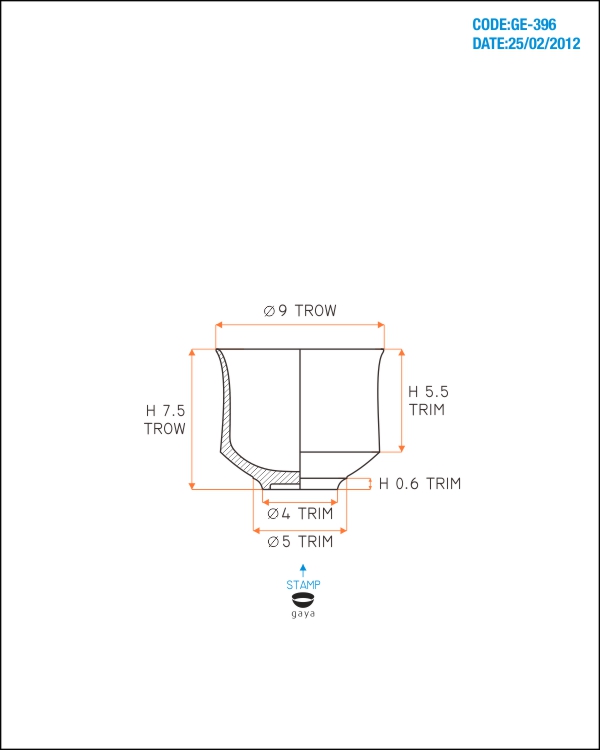 CODE:GE-396
DATE:25/02/2012
∅9 TROW
H 7.5
TROW
H 5.5
TRIM
H 0.6 TRIM
∅4 TRIM
∅5 TRIM
STAMP
gaya